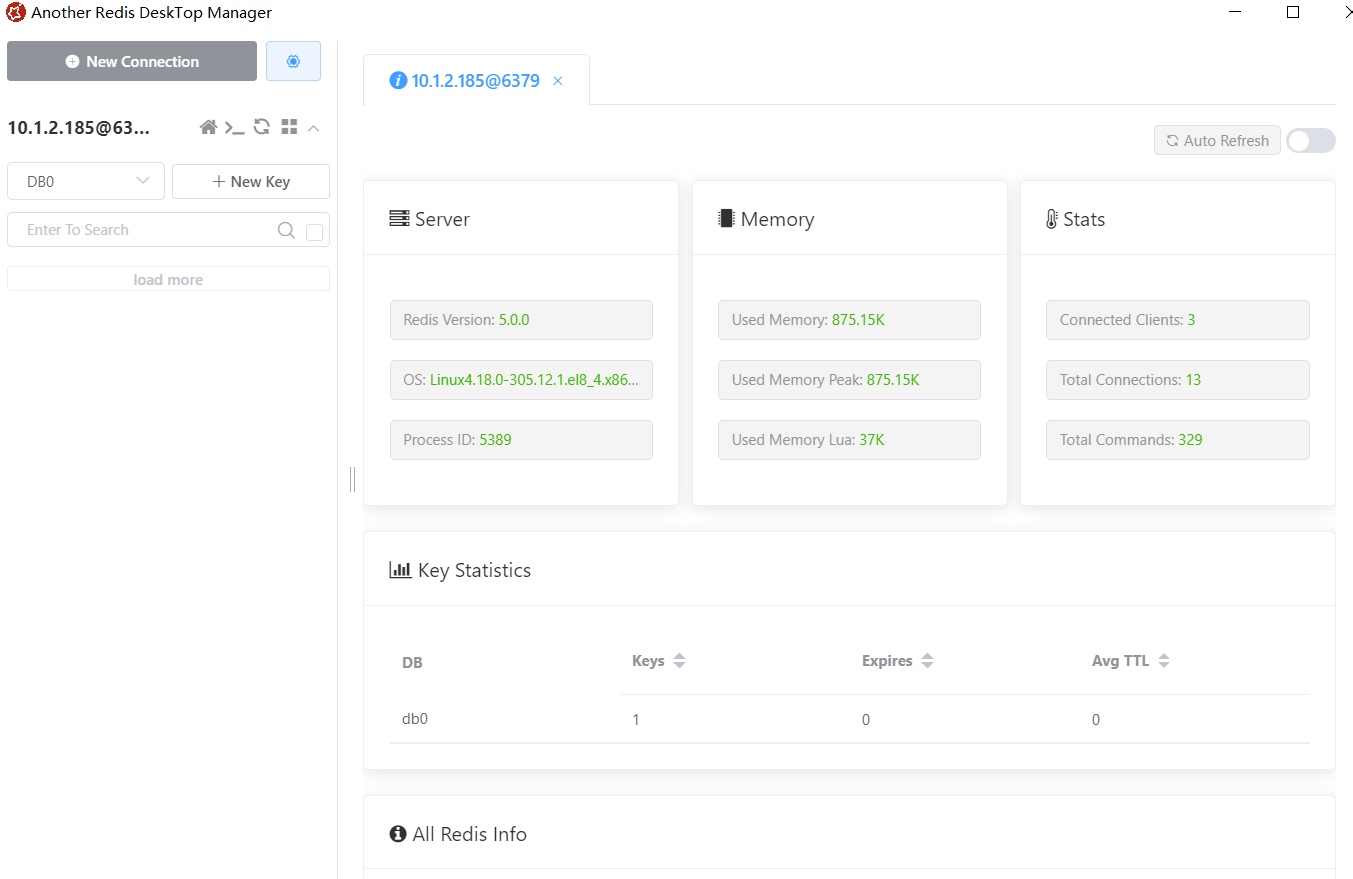 Another Redis DeskTop Manager
New Connection
10.1.2.185@63...
DB0
New Key
Enter To Search
load more
10.1.2.185@6379
Auto Refresh
Server
Redis Version: 5.0.0
OS: Linux4.18.0-305.12.1.el8_4.x86...
Process ID: 5389
Memory
Used Memory: 875.15K
Used Memory Peak: 875.15K
Used Memory Lua: 37K
Stats
Connected Clients: 3
Total Connections: 13
Total Commands: 329
Key Statistics
DB Keys Expires Avg TTL
db0 1 0 0
All Redis Info